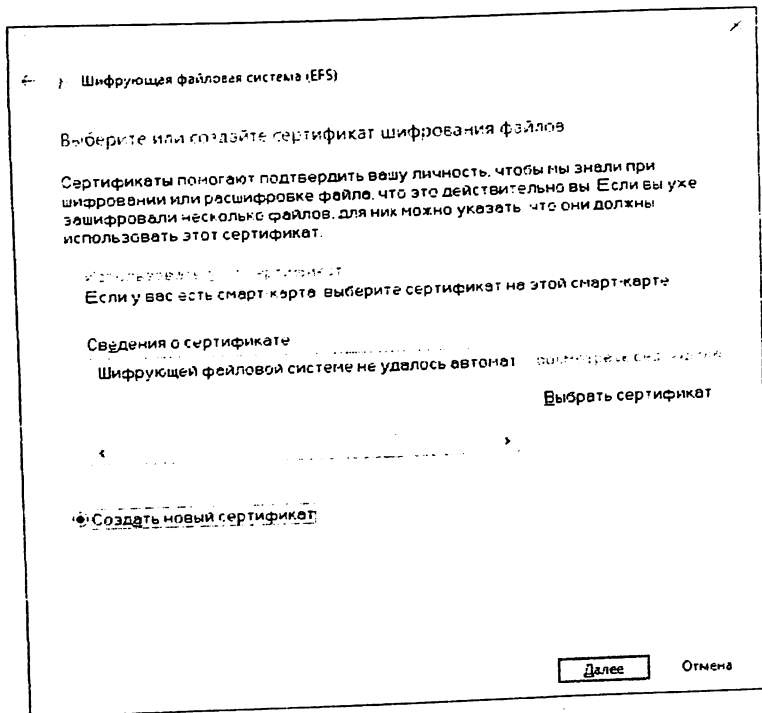 Шифрующая файловая система (EFS)
Выберите или создайте сертификат шифрования файлов
Сертификаты помогают подтвердить вашу личность, чтобы мы знали при
шифровании или расшифровке файла, что это действительно вы. Если вы уже
зашифровали несколько файлов, для них можно указать, что они должны
использовать этот сертификат.
Использовать сертификат
Если у вас есть смарт-карта, выберите сертификат на этой смарт-карте
Сведения о сертификате
Шифрующей файловой системе не удалось автомат
Выбрать сертификат
Создать новый сертификат
Далее Отмена